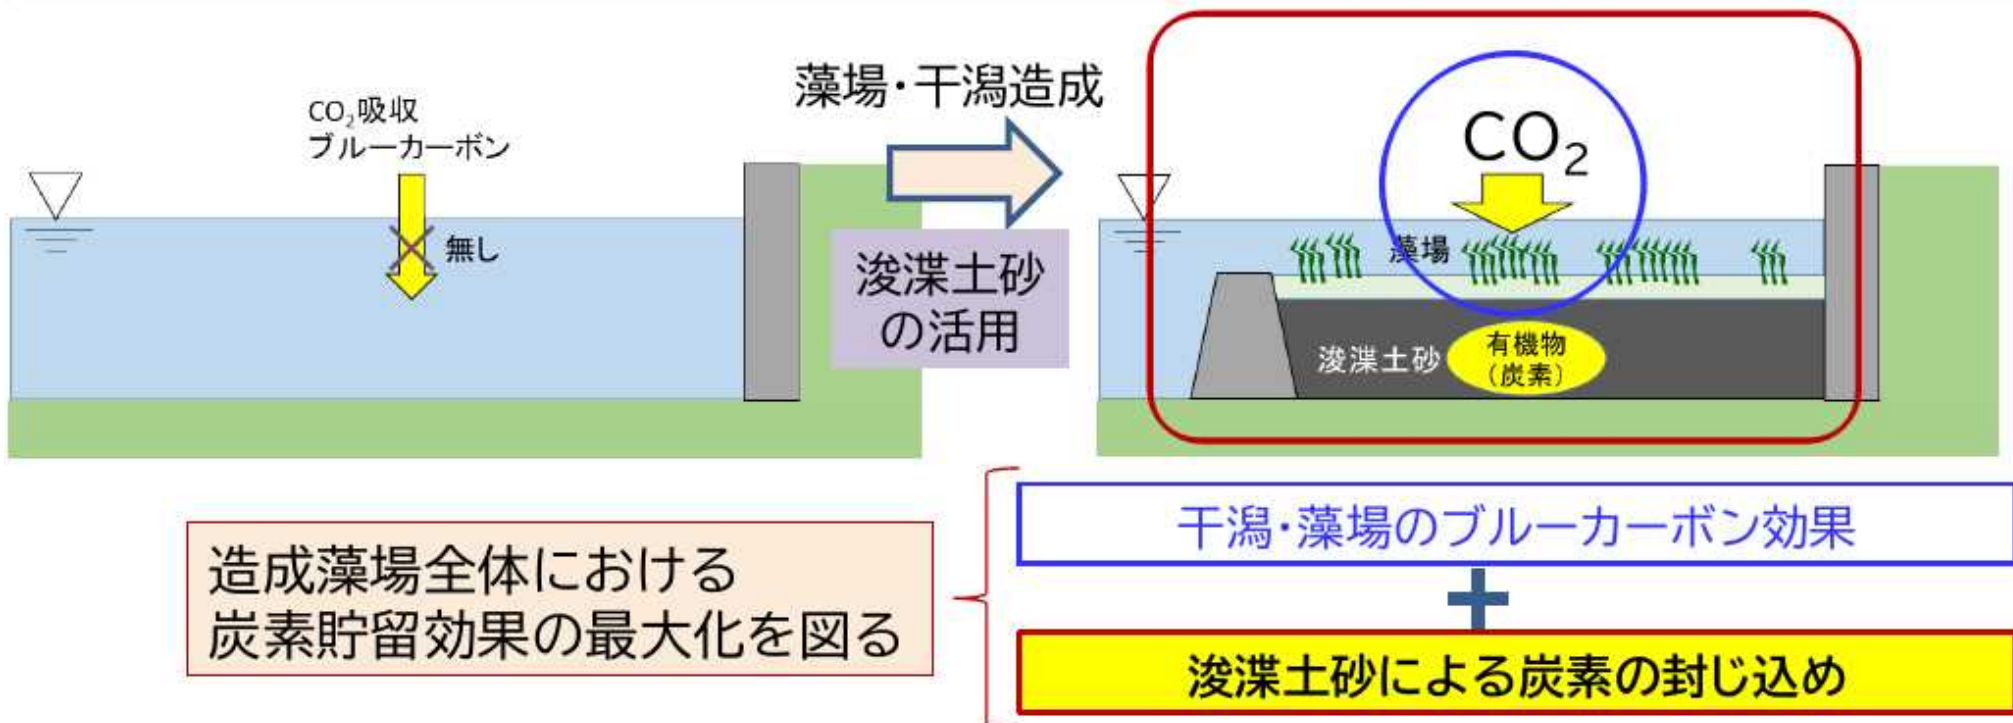 CO₂吸収
ブルーカーボン
無し
藻場・干潟造成
浚渫土砂
の活用
CO₂
藻場
浚渫土砂
有機物
(炭素)
造成藻場全体における
炭素貯留効果の最大化を図る
干潟・藻場のブルーカーボン効果
+
浚渫土砂による炭素の封じ込め